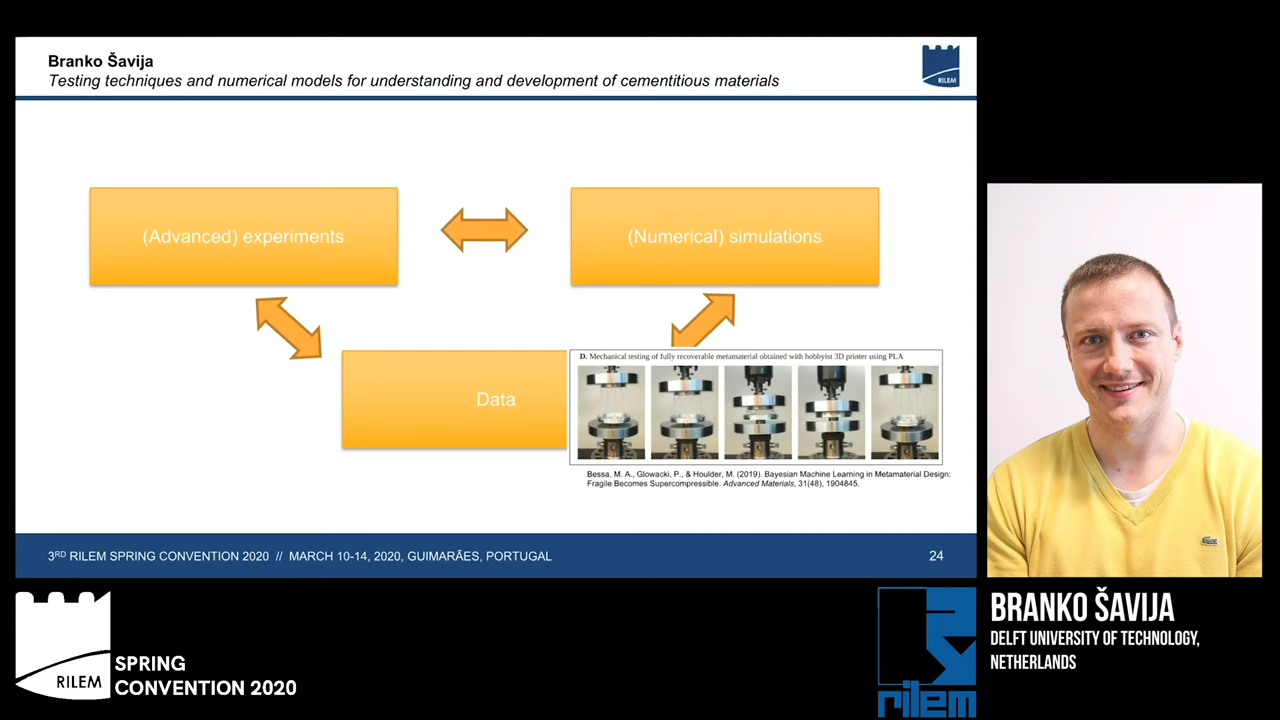 Branko Šavija
Testing techniques and numerical models for understanding and development of cementitious materials
RILEM
(Advanced) experiments
(Numerical) simulations
Data
D. Mechanical testing of fully recoverable metamaterial obtained with hobbyist 3D printer using PLA
Bessa, M. A., Glowacki, P., & Houlder, M. (2019). Bayesian Machine Learning in Metamaterial Design:
Fragile Becomes Supercompressible. Advanced Materials, 31(48), 1904845.
3RD RILEM SPRING CONVENTION 2020 // MARCH 10-14, 2020, GUIMARÃES, PORTUGAL
24
RILEM
SPRING
CONVENTION 2020
rilem
BRANKO ŠAVIJA
DELFT UNIVERSITY OF TECHNOLOGY,
NETHERLANDS